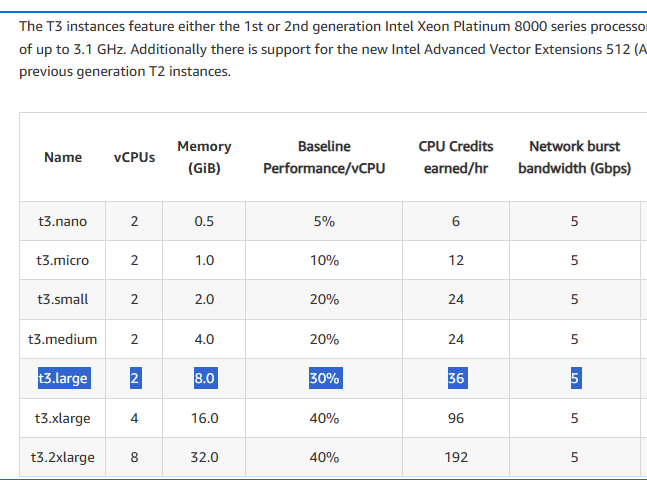 The T3 instances feature either the 1st or 2nd generation Intel Xeon Platinum 8000 series
of up to 3.1 GHz. Additionally there is support for the new Intel Advanced Vector Extensions 512
previous generation T2 instances.
Name vCPUs Memory (GiB) Baseline Performance/vCPU CPU Credits earned/hr Network burst bandwidth (Gbps)
t3.nano 2 0.5 5% 6 5
t3.micro 2 1.0 10% 12 5
t3.small 2 2.0 20% 24 5
t3.medium 2 4.0 20% 24 5
t3.large 2 8.0 30% 36 5
t3.xlarge 4 16.0 40% 96 5
t3.2xlarge 8 32.0 40% 192 5